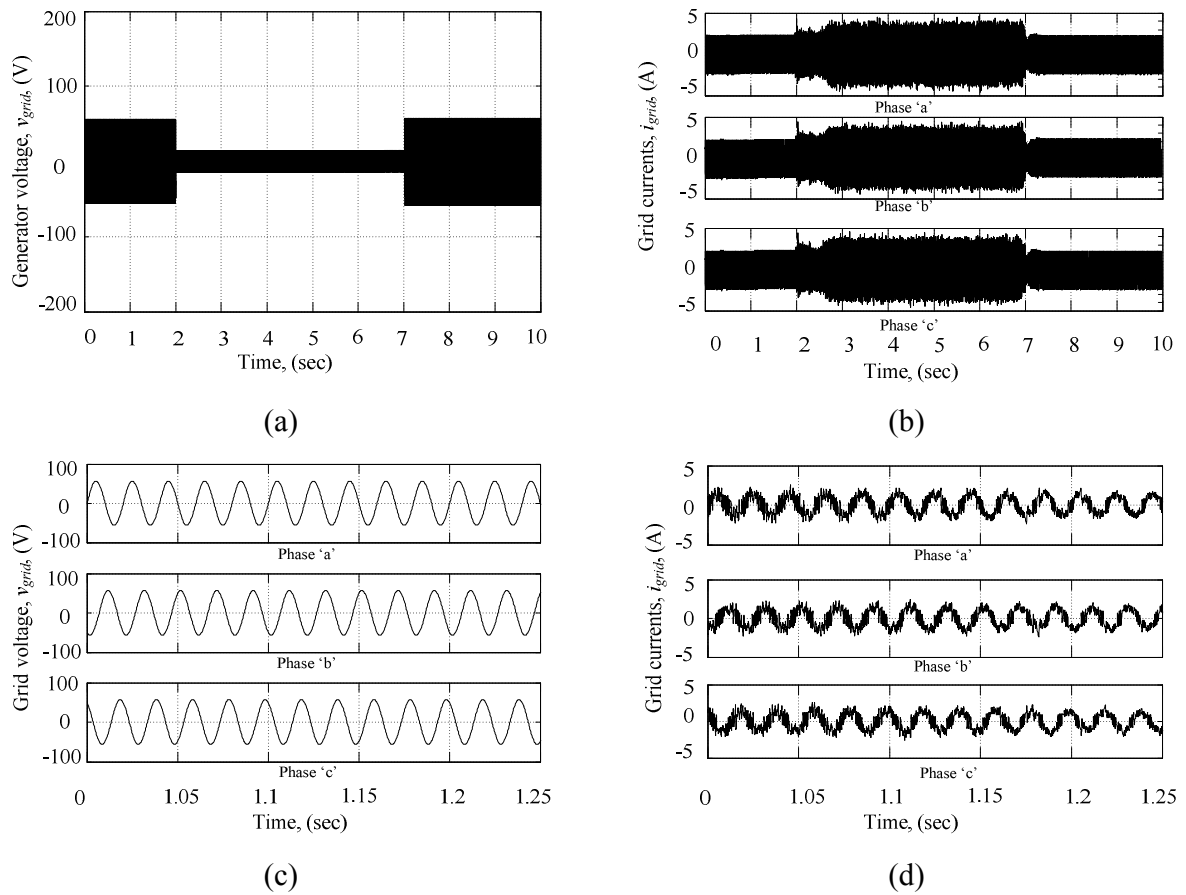 Generator voltage, vgrid, (V)
200
100
0
-100
-200
0 1 2 3 4 5 6 7 8 9 10
Time, (sec)
(a)
Grid currents, igrid, (A)
5
0
-5
Phase ‘a’
5
0
-5
Phase ‘b’
5
0
-5
Phase ‘c’
0 1 2 3 4 5 6 7 8 9 10
Time, (sec)
(b)
Grid voltage, vgrid, (V)
100
0
-100
Phase ‘a’
100
0
-100
Phase ‘b’
100
0
-100
Phase ‘c’
0 1.05 1.1 1.15 1.2 1.25
Time, (sec)
(c)
Grid currents, igrid, (A)
5
0
-5
Phase ‘a’
5
0
-5
Phase ‘b’
5
0
-5
Phase ‘c’
0 1.05 1.1 1.15 1.2 1.25
Time, (sec)
(d)